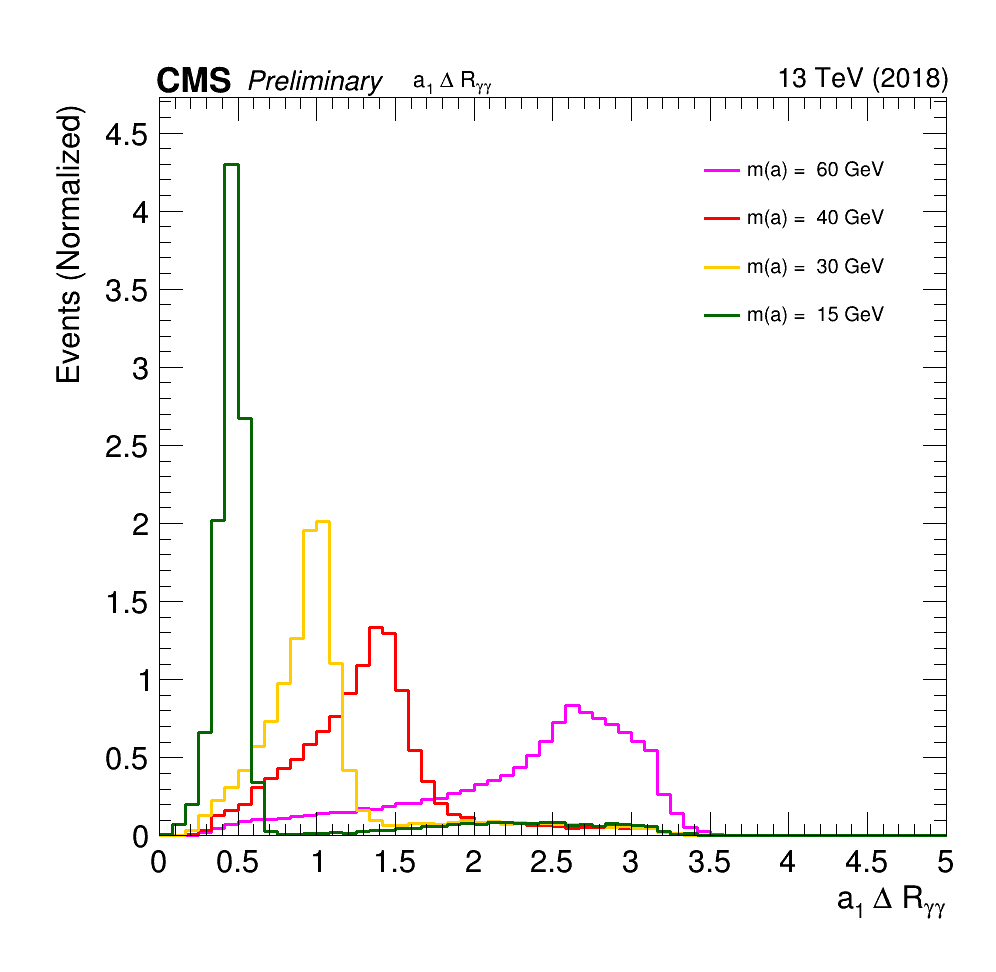 CMS Preliminary a₁ Δ Rγγ 13 TeV (2018)
Events (Normalized)
4.5
4
3.5
3
2.5
2
1.5
1
0.5
0
m(a) = 60 GeV
m(a) = 40 GeV
m(a) = 30 GeV
m(a) = 15 GeV
0 0.5 1 1.5 2 2.5 3 3.5 4 4.5 5
a₁ Δ Rγγ